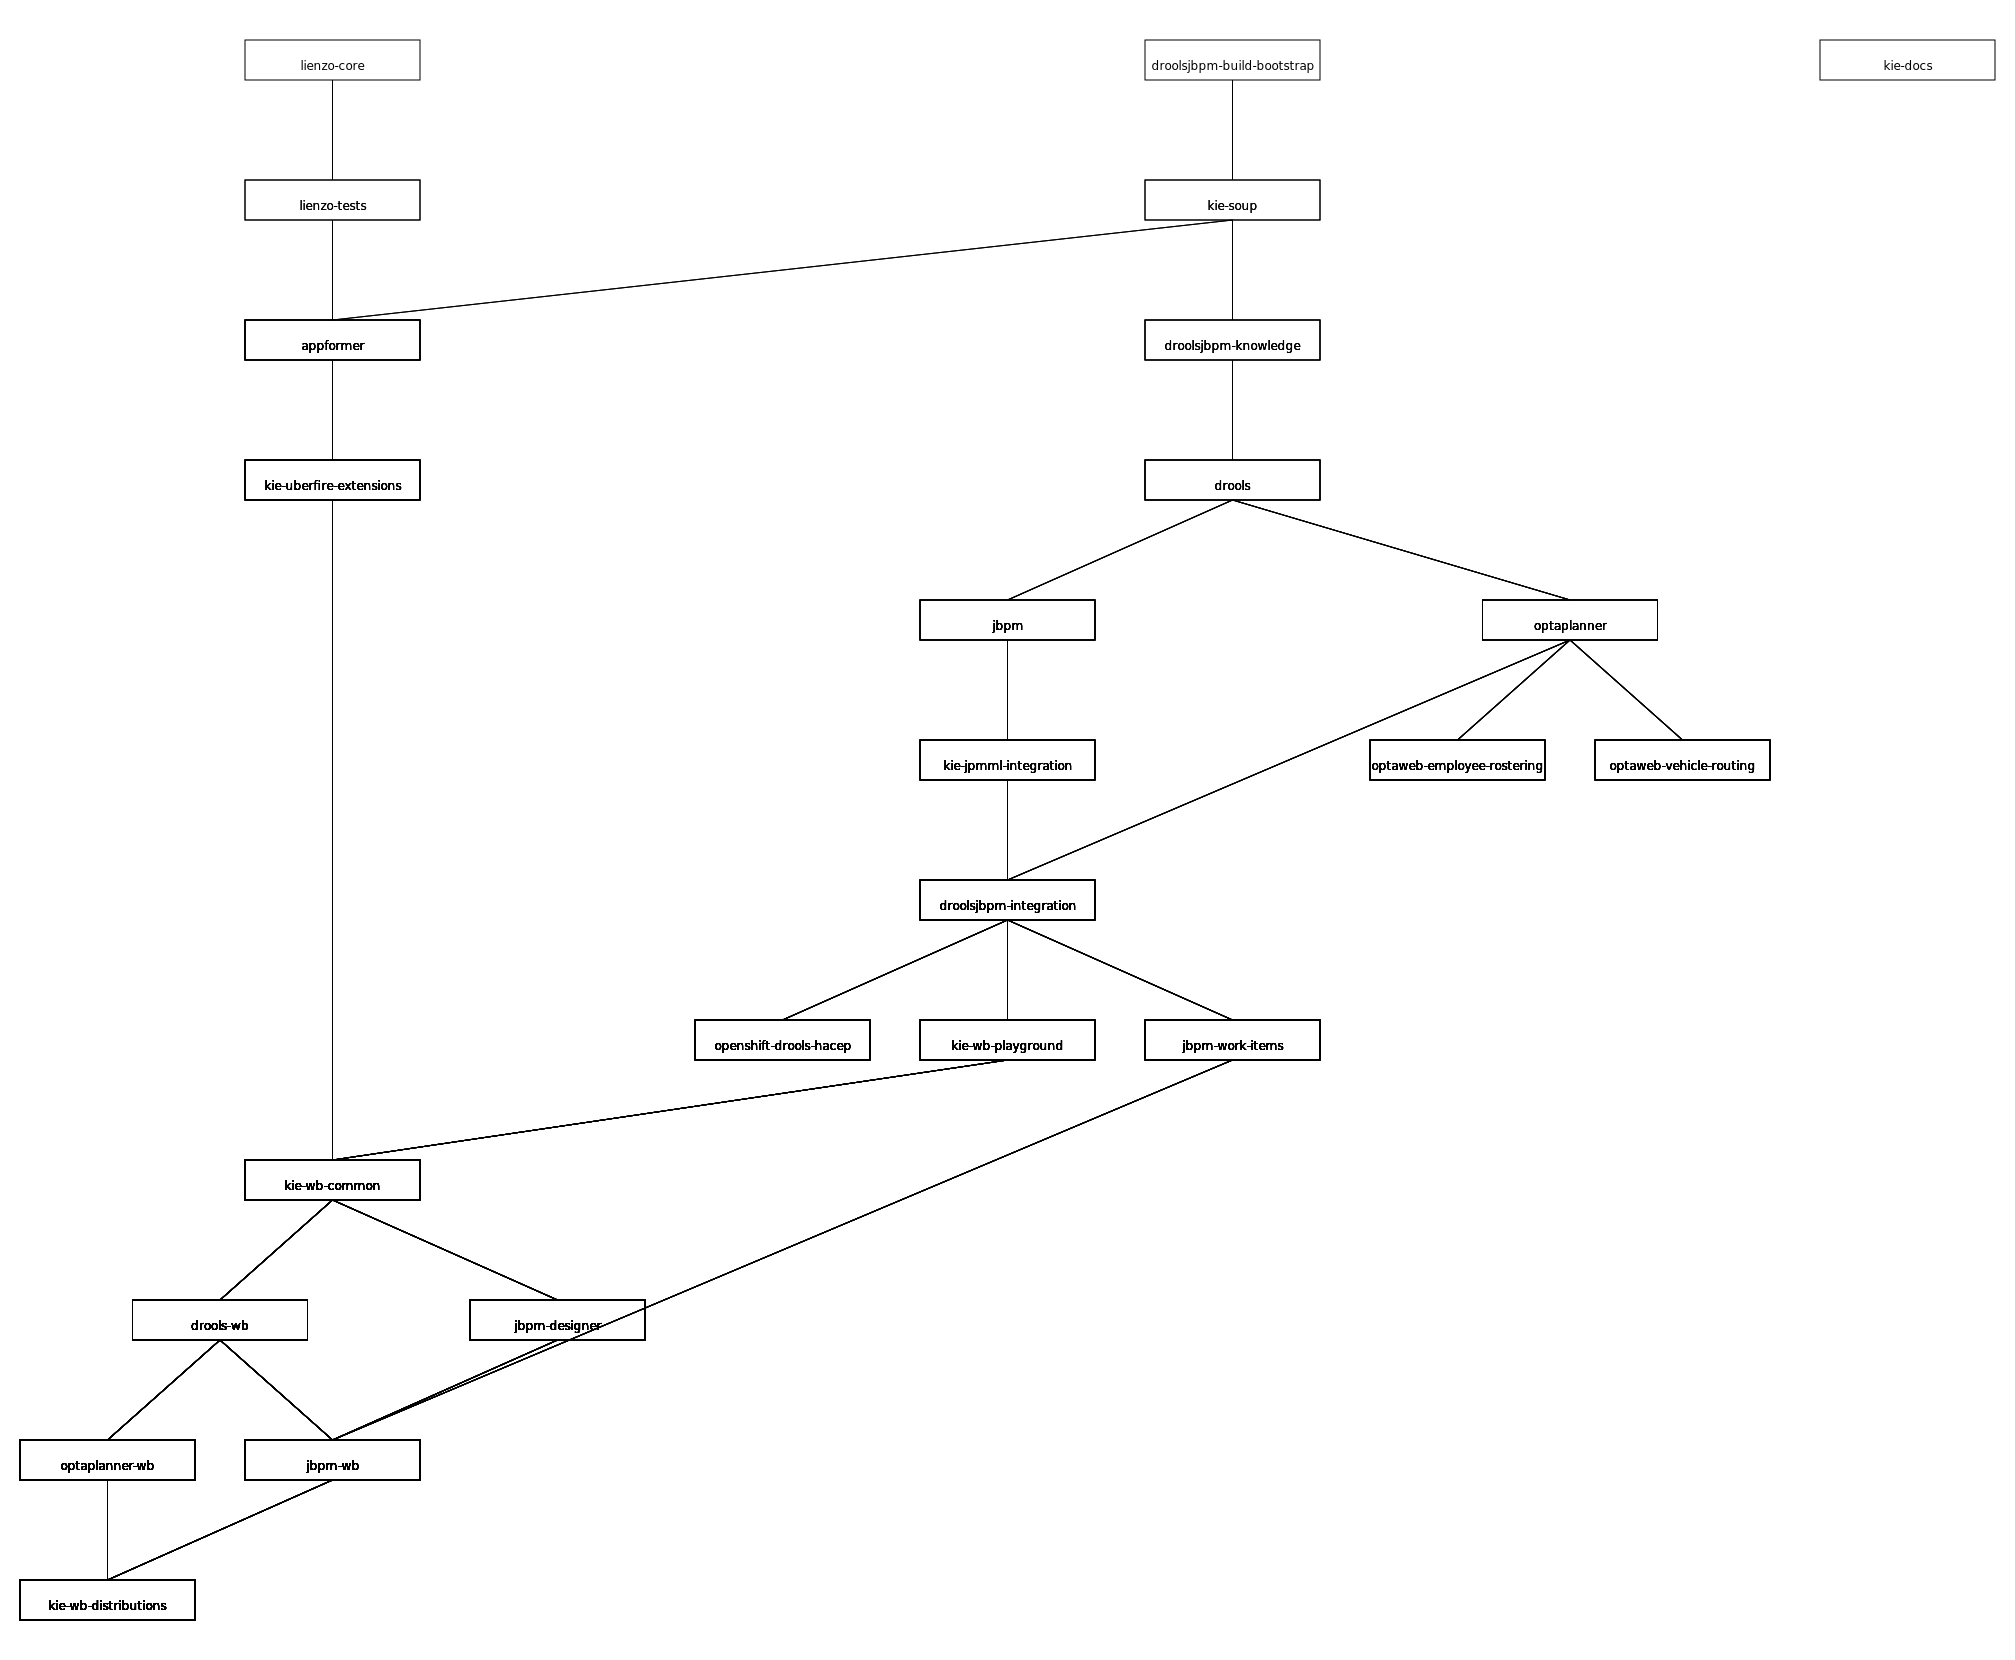 lienzo-core
droolsjbpm-build-bootstrap
kie-docs
lienzo-tests
kie-soup
appformer
droolsjbpm-knowledge
kie-uberfire-extensions
drools
jbpm
optaplanner
kie-jpmml-integration
optaweb-employee-rostering
optaweb-vehicle-routing
droolsjbpm-integration
openshift-drools-hacep
kie-wb-playground
jbpm-work-items
kie-wb-common
drools-wb
jbpm-designer
optaplanner-wb
jbpm-wb
kie-wb-distributions